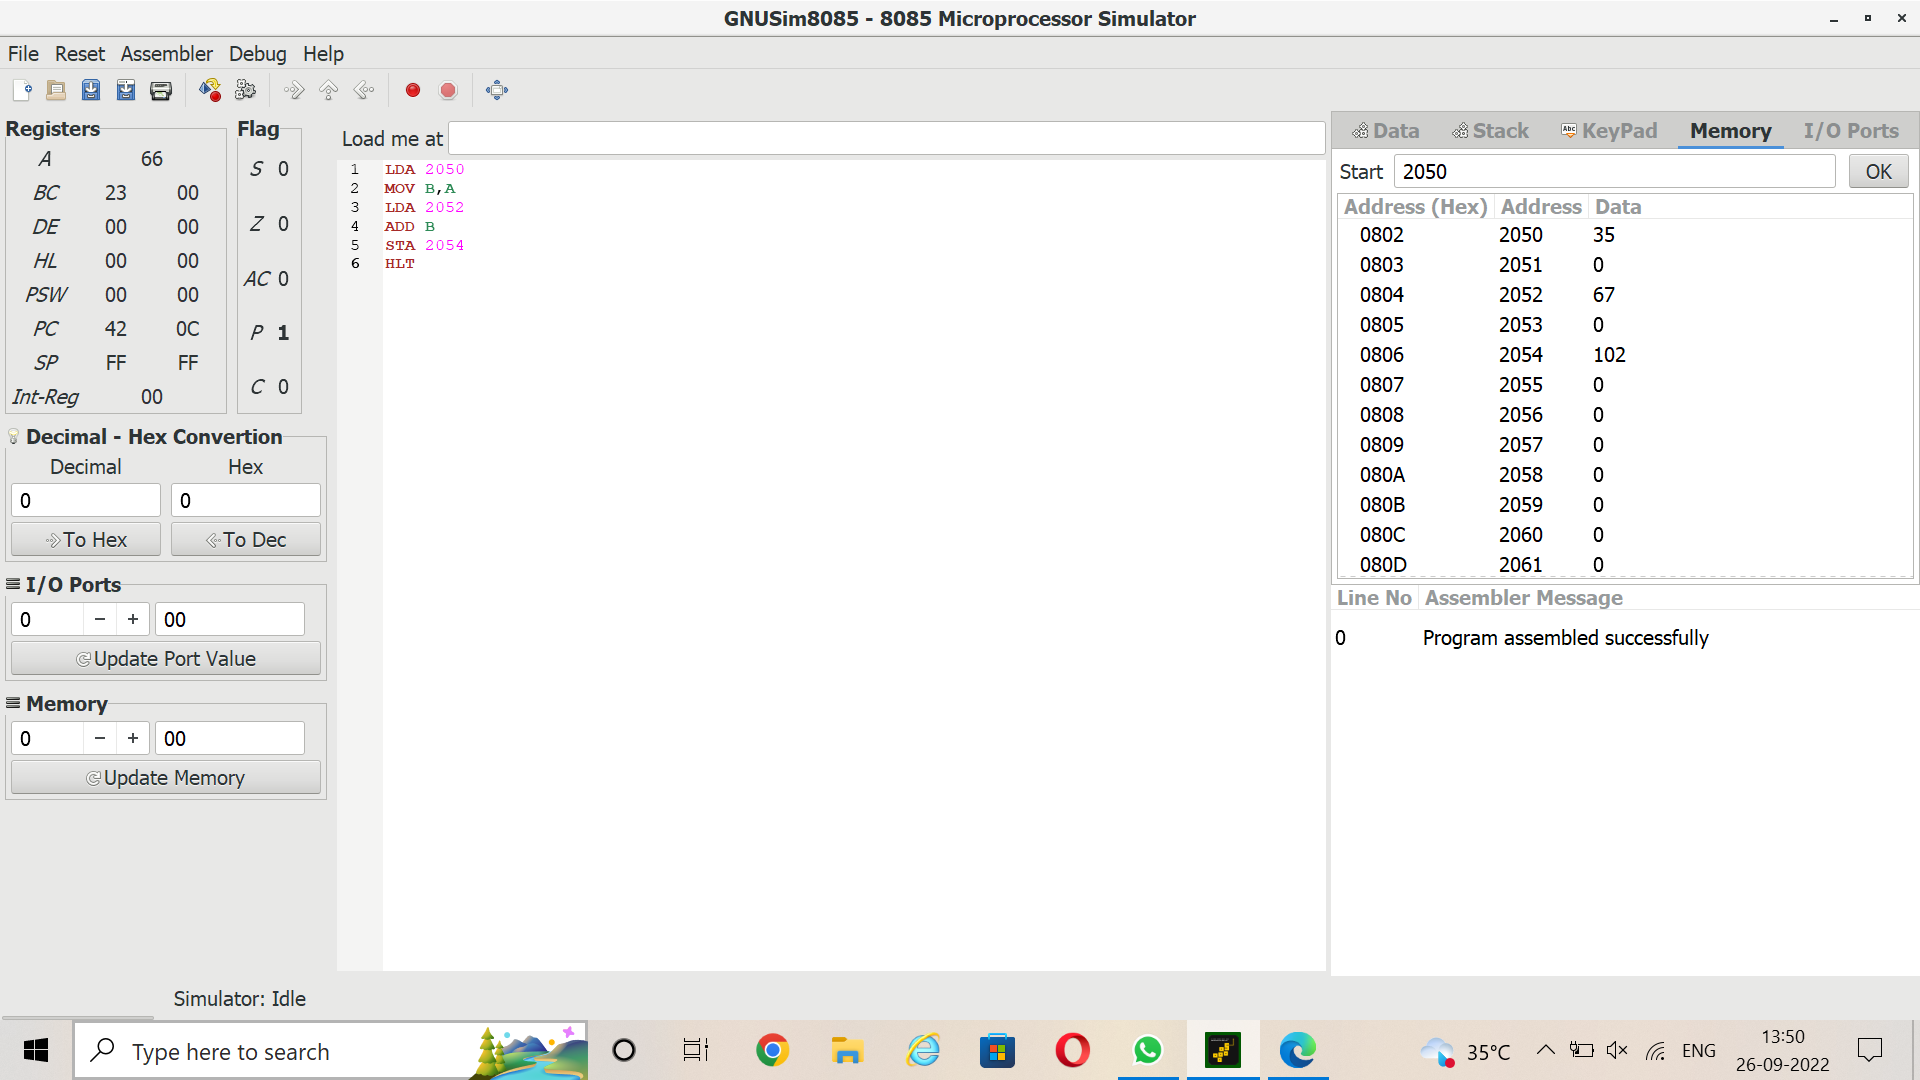 GNUSim8085 - 8085 Microprocessor Simulator
File Reset Assembler Debug Help
Registers
A 66
BC 23 00
DE 00 00
HL 00 00
PSW 00 00
PC 42 0C
SP FF FF
Int-Reg 00
Flag
S 0
Z 0
AC 0
P 1
C 0
Decimal - Hex Convertion
Decimal Hex
0 0
To Hex To Dec
I/O Ports
0 − + 00
Update Port Value
Memory
0 − + 00
Update Memory
Load me at
1 LDA 2050
2 MOV B,A
3 LDA 2052
4 ADD B
5 STA 2054
6 HLT
Data Stack Abc KeyPad Memory I/O Ports
Start 2050 OK
Address (Hex) Address Data
0802 2050 35
0803 2051 0
0804 2052 67
0805 2053 0
0806 2054 102
0807 2055 0
0808 2056 0
0809 2057 0
080A 2058 0
080B 2059 0
080C 2060 0
080D 2061 0
Line No Assembler Message
0 Program assembled successfully
Simulator: Idle
Type here to search
35°C
ENG
13:50
26-09-2022